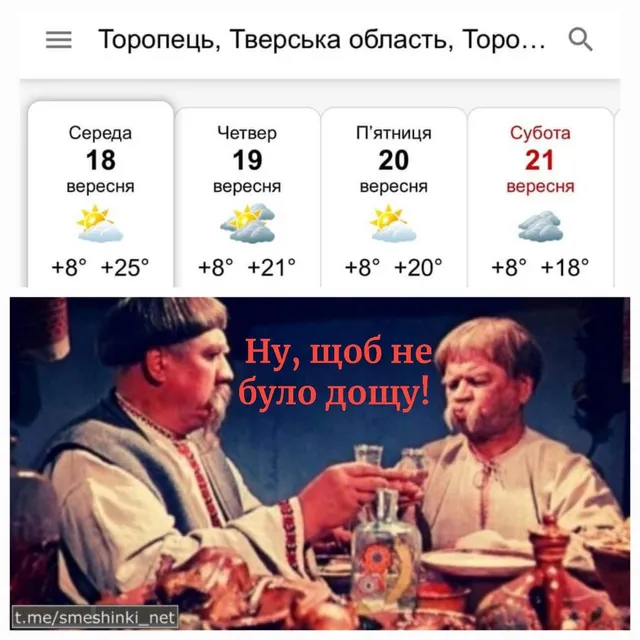 Торопець, Тверська область, Торо...
Середа
18
вересня
+8° +25°
Четвер
19
вересня
+8° +21°
П'ятниця
20
вересня
+8° +20°
Субота
21
вересня
+8° +18°
Ну, щоб не
було дощу!
t.me/smeshinki_net